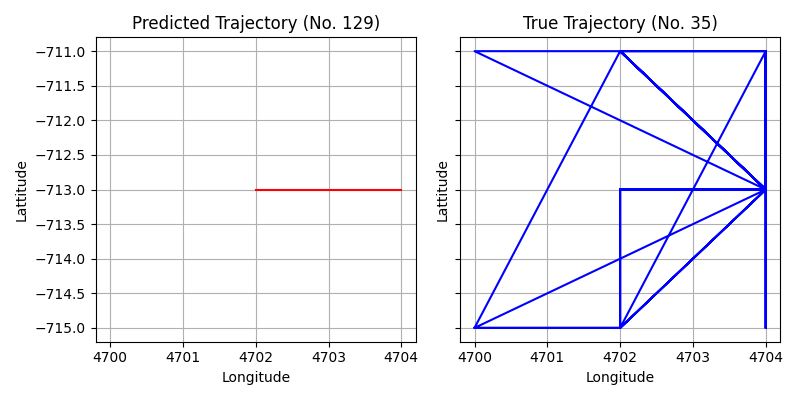 Predicted Trajectory (No. 129)
True Trajectory (No. 35)
Lattitude
−711.0
−711.5
−712.0
−712.5
−713.0
−713.5
−714.0
−714.5
−715.0
4700 4701 4702 4703 4704
Longitude
Lattitude
4700 4701 4702 4703 4704
Longitude